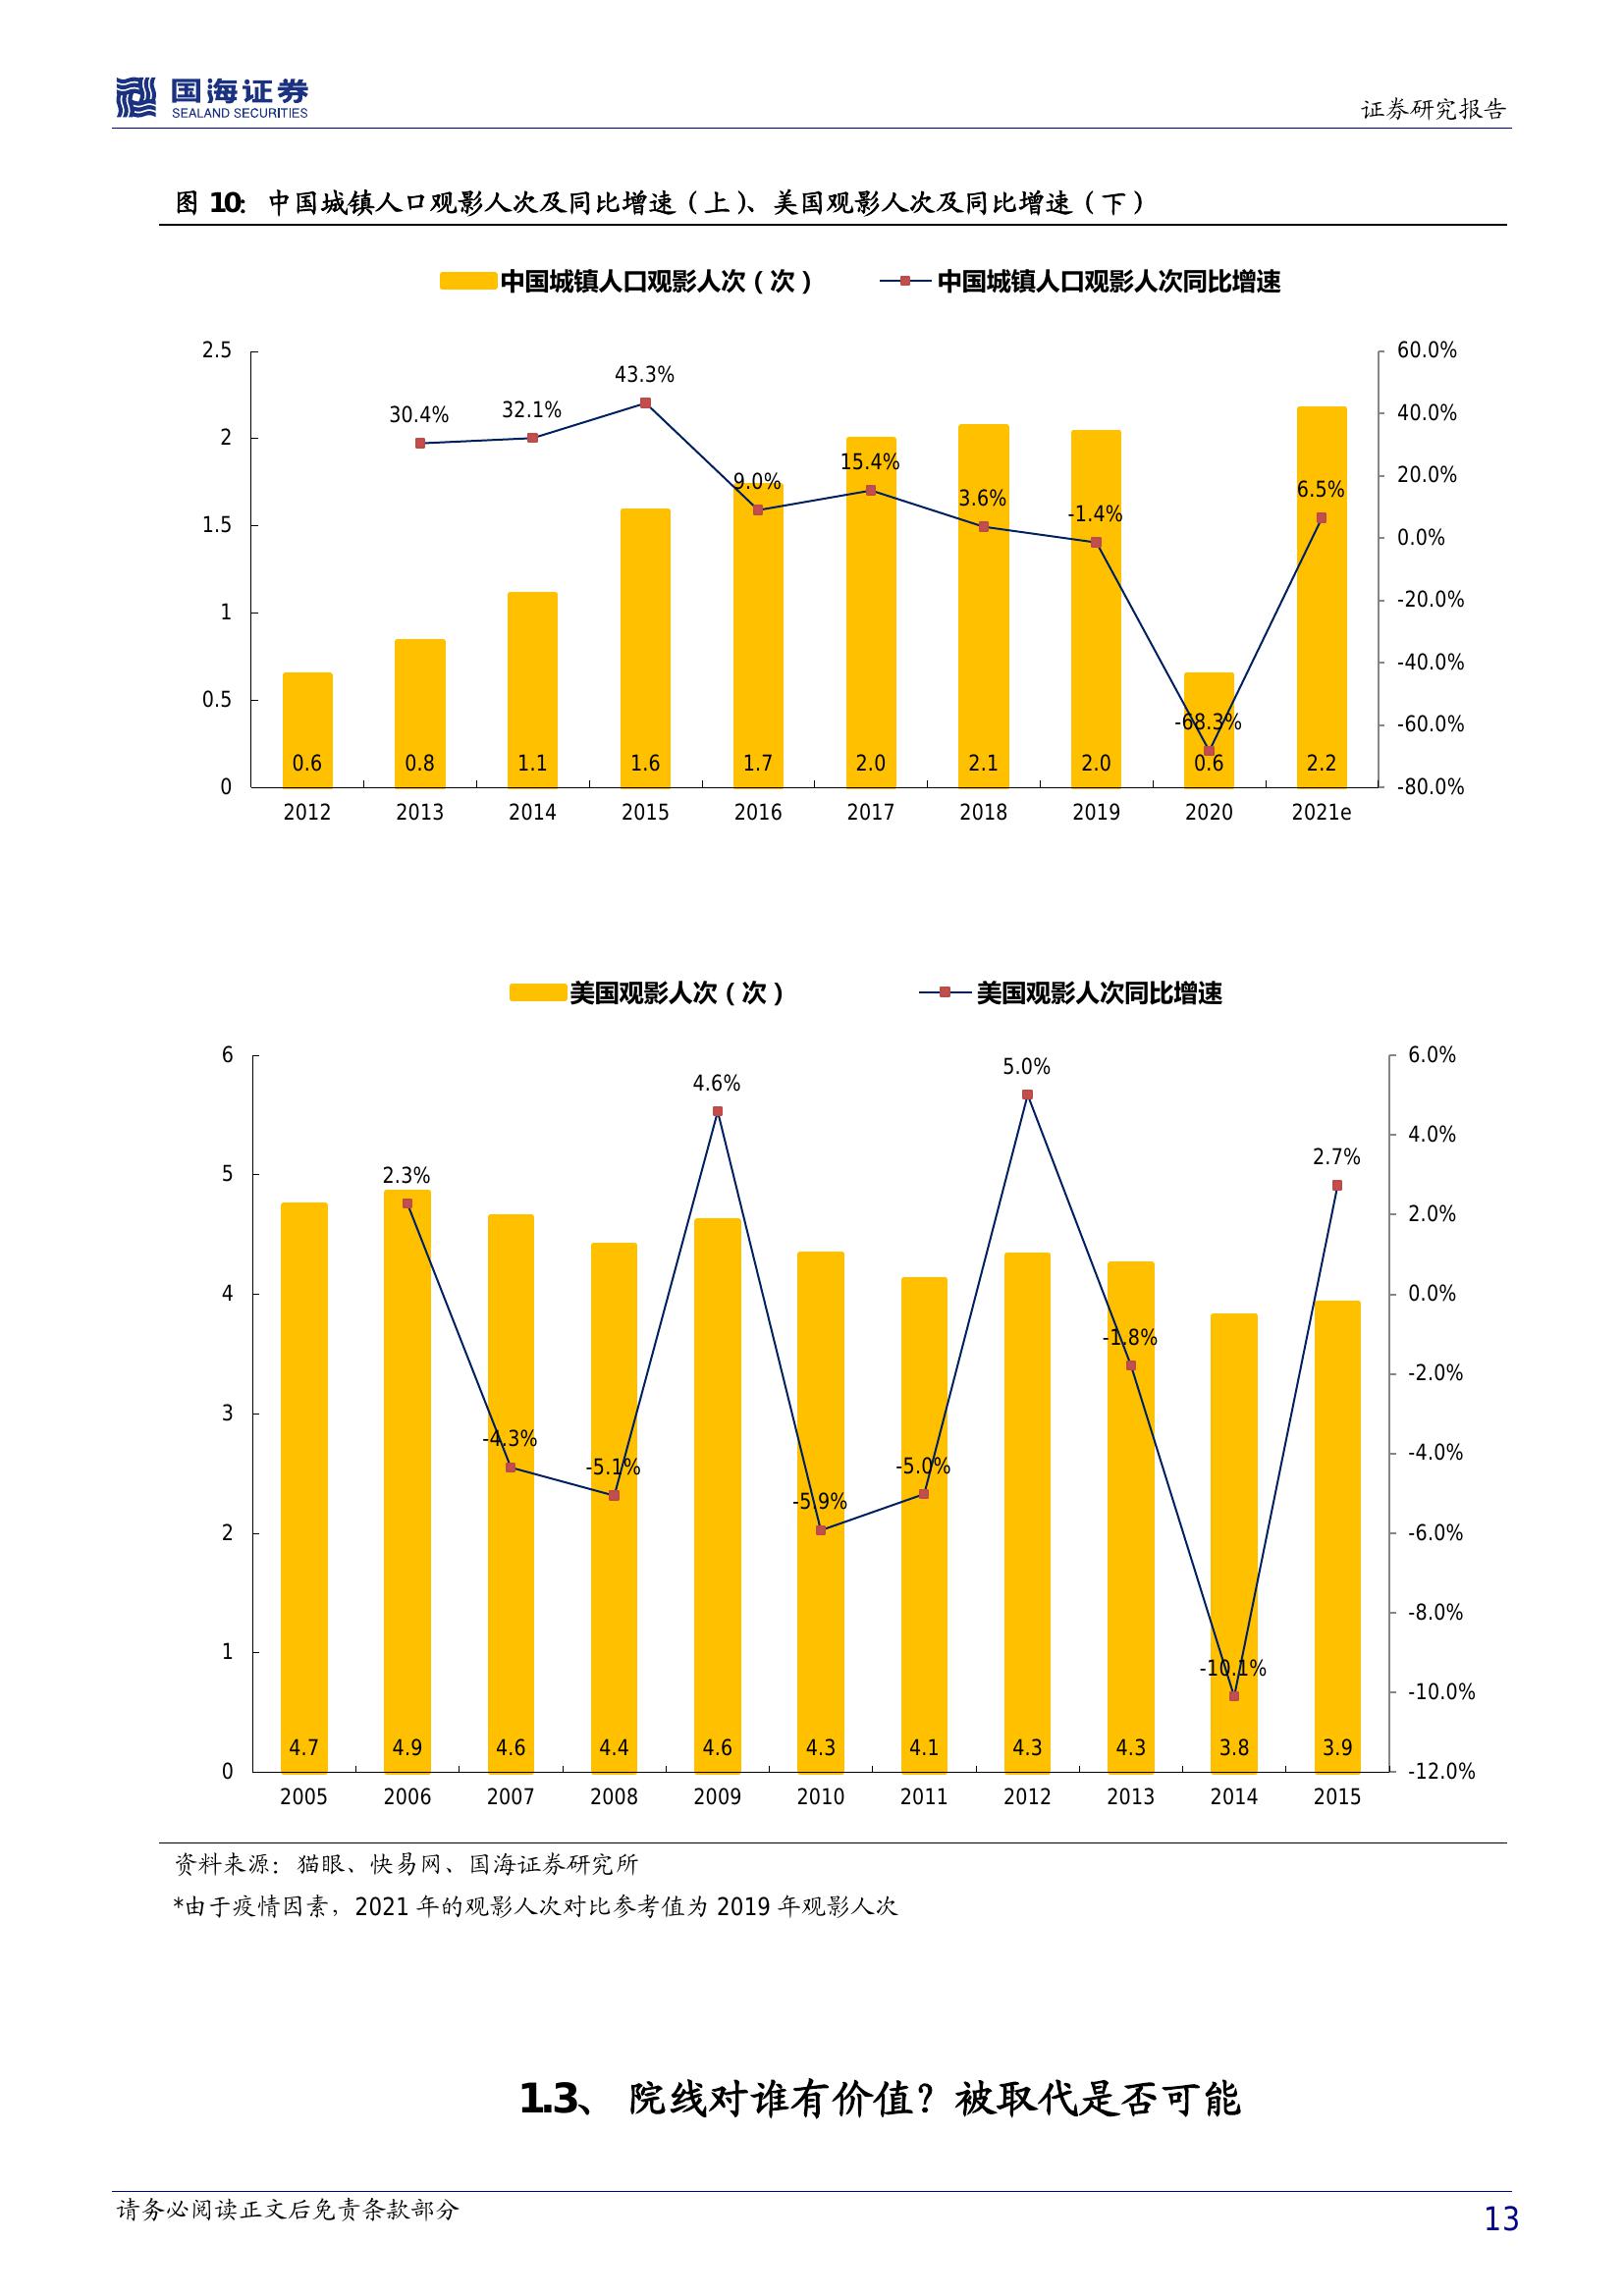 国海证券
SEALAND SECURITIES
证券研究报告
图 10: 中国城镇人口观影人次及同比增速（上）、美国观影人次及同比增速（下）
中国城镇人口观影人次（次） 中国城镇人口观影人次同比增速
2.5 60.0%
43.3%
30.4% 32.1% 40.0%
2
9.0% 15.4% 20.0%
3.6% -1.4% 6.5%
1.5 0.0%
1 -20.0%
-40.0%
0.5 -68.3% -60.0%
0.6 0.8 1.1 1.6 1.7 2.0 2.1 2.0 0.6 2.2
0 -80.0%
2012 2013 2014 2015 2016 2017 2018 2019 2020 2021e
美国观影人次（次） 美国观影人次同比增速
6 6.0%
5.0%
4.6%
4.0%
2.7%
5 2.3%
2.0%
4 0.0%
-1.8%
-2.0%
3
-4.3% -4.0%
-5.1% -5.0%
-5.9%
2 -6.0%
-8.0%
1
-10.1%
-10.0%
4.7 4.9 4.6 4.4 4.6 4.3 4.1 4.3 4.3 3.8 3.9
0 -12.0%
2005 2006 2007 2008 2009 2010 2011 2012 2013 2014 2015
资料来源：猫眼、快易网、国海证券研究所
*由于疫情因素，2021 年的观影人次对比参考值为 2019 年观影人次
1.3、 院线对谁有价值？被取代是否可能
请务必阅读正文后免责条款部分
13